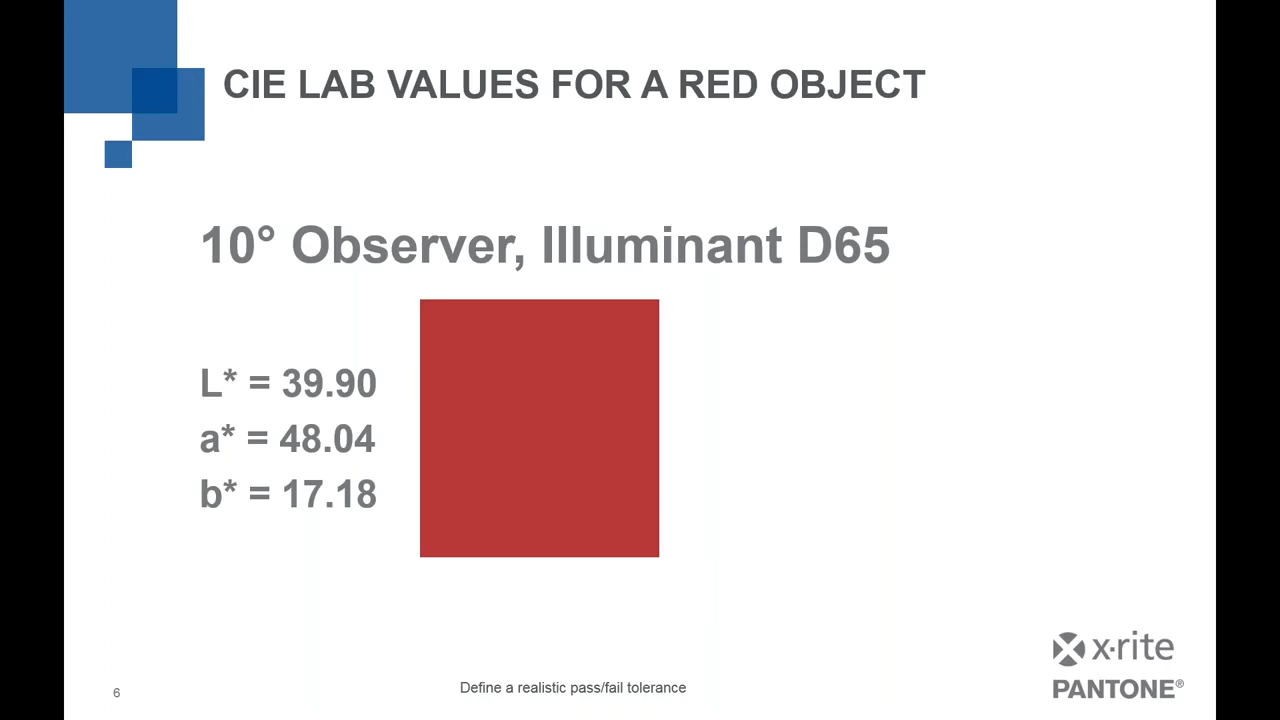 CIE LAB VALUES FOR A RED OBJECT
10° Observer, Illuminant D65
L* = 39.90
a* = 48.04
b* = 17.18
x·rite
PANTONE®
6
Define a realistic pass/fail tolerance